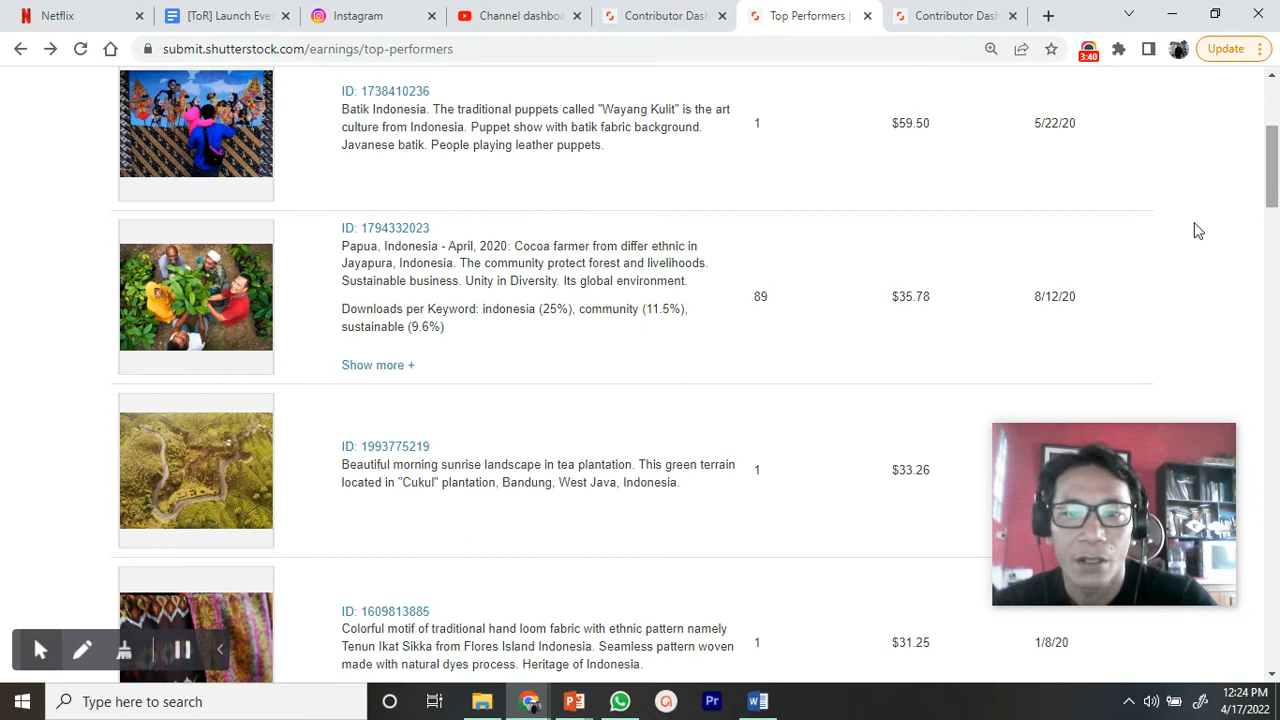 Netflix
[ToR] Launch Eve
Instagram
Channel dashbo
Contributor Dash
Top Performers |
Contributor Dash
submit.shutterstock.com/earnings/top-performers
3:40
Update
ID: 1738410236
Batik Indonesia. The traditional puppets called "Wayang Kulit" is the art
culture from Indonesia. Puppet show with batik fabric background.
Javanese batik. People playing leather puppets.
1
$59.50
5/22/20
ID: 1794332023
Papua, Indonesia - April, 2020: Cocoa farmer from differ ethnic in
Jayapura, Indonesia. The community protect forest and livelihoods.
Sustainable business. Unity in Diversity. Its global environment.
Downloads per Keyword: indonesia (25%), community (11.5%),
sustainable (9.6%)
Show more +
89
$35.78
8/12/20
ID: 1993775219
Beautiful morning sunrise landscape in tea plantation. This green terrain
located in "Cukul" plantation, Bandung, West Java, Indonesia.
1
$33.26
ID: 1609813885
Colorful motif of traditional hand loom fabric with ethnic pattern namely
Tenun Ikat Sikka from Flores Island Indonesia. Seamless pattern woven
made with natural dyes process. Heritage of Indonesia.
1
$31.25
1/8/20
Type here to search
Pr
12:24 PM
4/17/2022